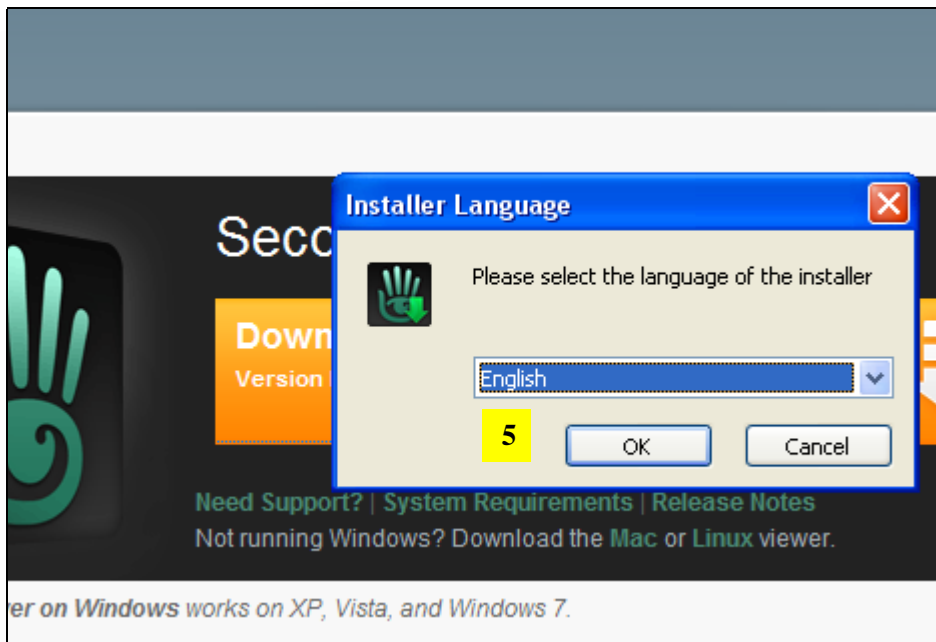 Installer Language
Secc
Please select the language of the installer
Down
Version
English
5
OK
Cancel
Need Support? | System Requirements | Release Notes
Not running Windows? Download the Mac or Linux viewer.
er on Windows works on XP, Vista, and Windows 7.